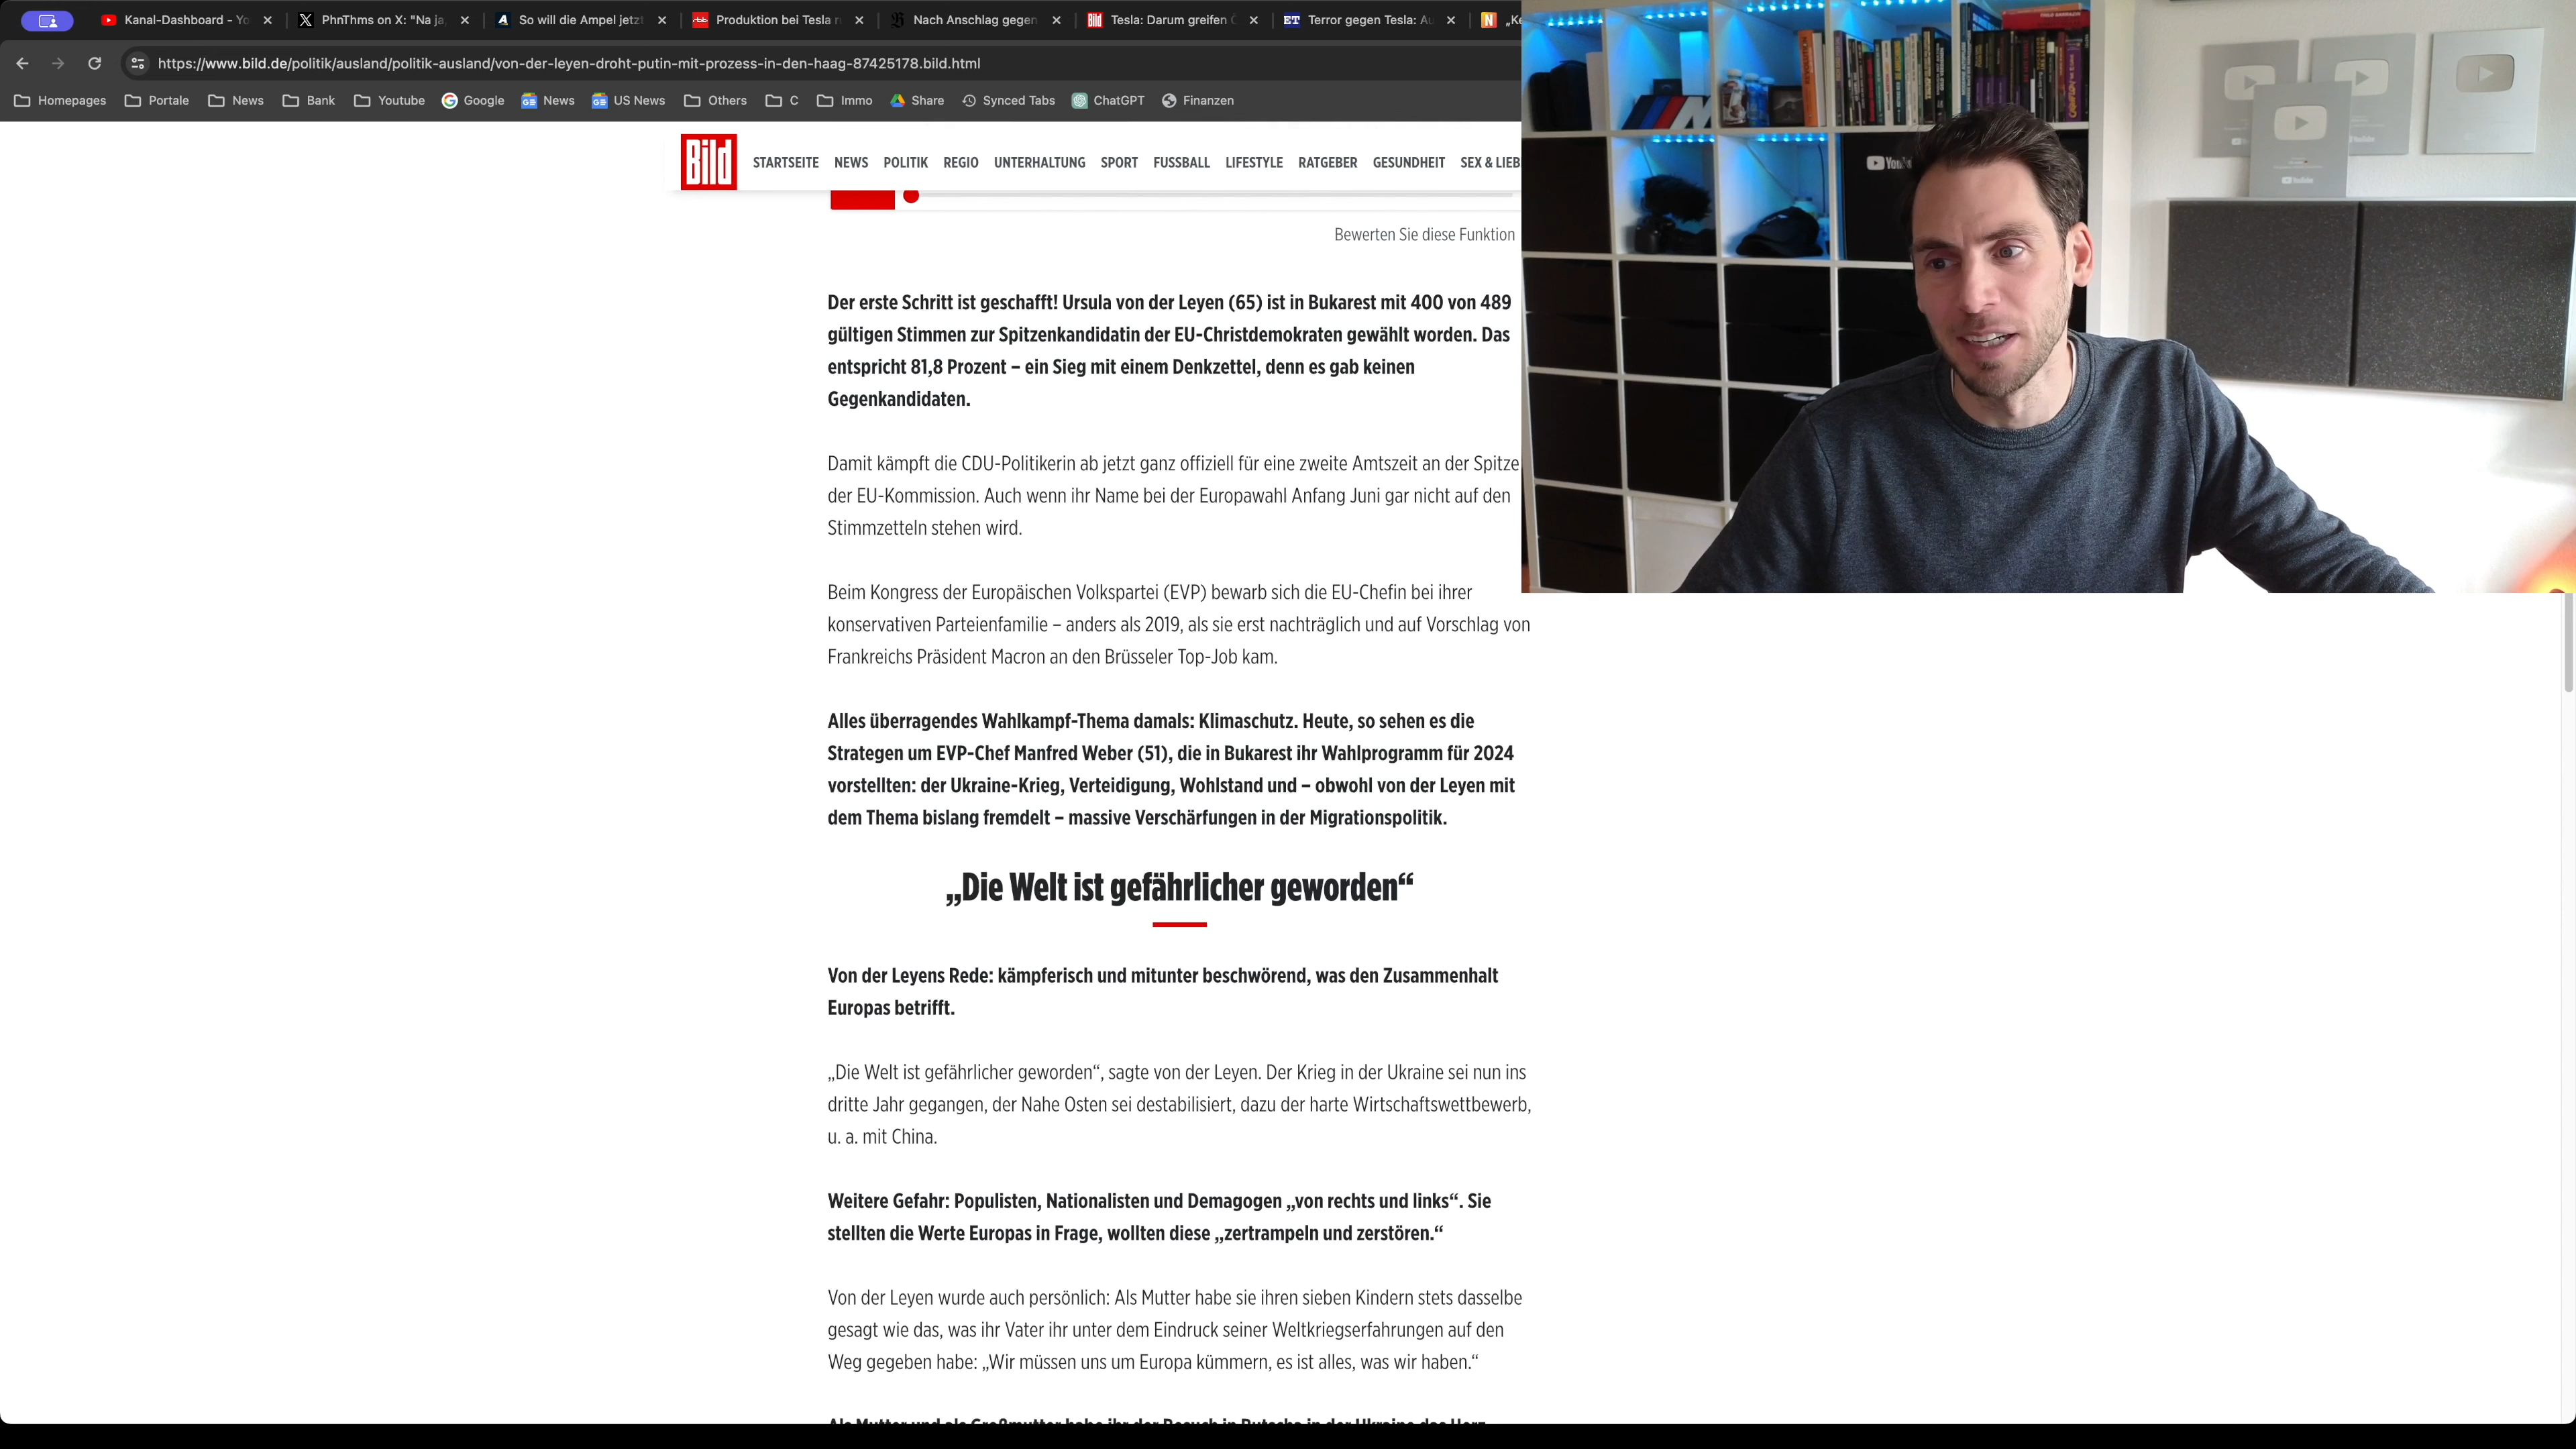 Kanal-Dashboard - Yo
PhnThms on X: "Na ja,
So will die Ampel jetzt
Produktion bei Tesla r
Nach Anschlag gegen
Tesla: Darum greifen
Terror gegen Tesla: Au
https://www.bild.de/politik/ausland/politik-ausland/von-der-leyen-droht-putin-mit-prozess-in-den-haag-87425178.bild.html
Homepages Portale News Bank Youtube Google News US News Others C Immo Share Synced Tabs ChatGPT Finanzen
Bild
STARTSEITE NEWS POLITIK REGIO UNTERHALTUNG SPORT FUSSBALL LIFESTYLE RATGEBER GESUNDHEIT SEX & LIEB
Bewerten Sie diese Funktion
Der erste Schritt ist geschafft! Ursula von der Leyen (65) ist in Bukarest mit 400 von 489
gültigen Stimmen zur Spitzenkandidatin der EU-Christdemokraten gewählt worden. Das
entspricht 81,8 Prozent – ein Sieg mit einem Denkzettel, denn es gab keinen
Gegenkandidaten.
Damit kämpft die CDU-Politikerin ab jetzt ganz offiziell für eine zweite Amtszeit an der Spitze
der EU-Kommission. Auch wenn ihr Name bei der Europawahl Anfang Juni gar nicht auf den
Stimmzetteln stehen wird.
Beim Kongress der Europäischen Volkspartei (EVP) bewarb sich die EU-Chefin bei ihrer
konservativen Parteienfamilie – anders als 2019, als sie erst nachträglich und auf Vorschlag von
Frankreichs Präsident Macron an den Brüsseler Top-Job kam.
Alles überragendes Wahlkampf-Thema damals: Klimaschutz. Heute, so sehen es die
Strategen um EVP-Chef Manfred Weber (51), die in Bukarest ihr Wahlprogramm für 2024
vorstellten: der Ukraine-Krieg, Verteidigung, Wohlstand und – obwohl von der Leyen mit
dem Thema bislang fremdelt – massive Verschärfungen in der Migrationspolitik.
„Die Welt ist gefährlicher geworden“
Von der Leyens Rede: kämpferisch und mitunter beschwörend, was den Zusammenhalt
Europas betrifft.
„Die Welt ist gefährlicher geworden“, sagte von der Leyen. Der Krieg in der Ukraine sei nun ins
dritte Jahr gegangen, der Nahe Osten sei destabilisiert, dazu der harte Wirtschaftswettbewerb,
u. a. mit China.
Weitere Gefahr: Populisten, Nationalisten und Demagogen „von rechts und links“. Sie
stellten die Werte Europas in Frage, wollten diese „zertrampeln und zerstören.“
Von der Leyen wurde auch persönlich: Als Mutter habe sie ihren sieben Kindern stets dasselbe
gesagt wie das, was ihr Vater ihr unter dem Eindruck seiner Weltkriegserfahrungen auf den
Weg gegeben habe: „Wir müssen uns um Europa kümmern, es ist alles, was wir haben.“
Als Mutter und als Großmutter habe ihr der Besuch in Butscha in der Ukraine das Herz